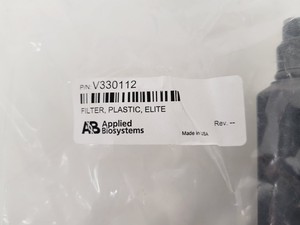 P/N: V330112
FILTER, PLASTIC, ELITE
AB Applied
Biosystems
Rev. --
Made in USA